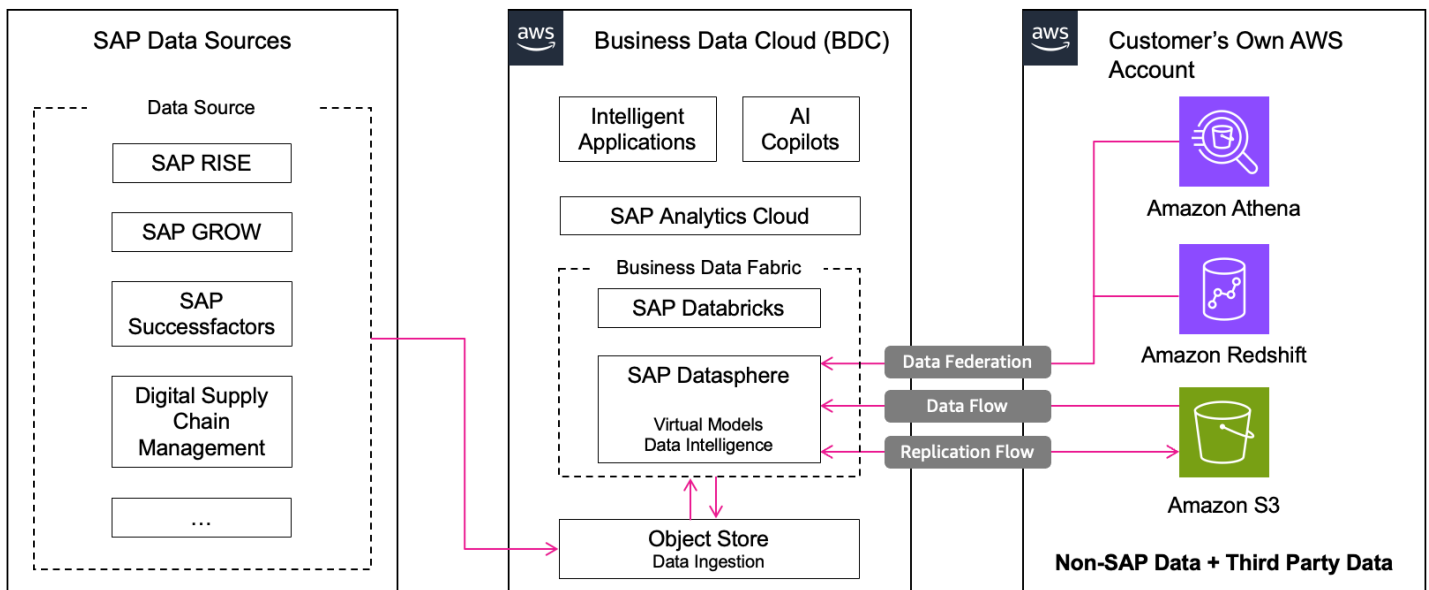 SAP Data Sources
Data Source
SAP RISE
SAP GROW
SAP
Successfactors
Digital Supply
Chain
Management
...
aws
Business Data Cloud (BDC)
Intelligent
Applications
AI
Copilots
SAP Analytics Cloud
Business Data Fabric
SAP Databricks
SAP Datasphere
Virtual Models
Data Intelligence
Object Store
Data Ingestion
Data Federation
Data Flow
Replication Flow
aws
Customer’s Own AWS
Account
Amazon Athena
Amazon Redshift
Amazon S3
Non-SAP Data + Third Party Data